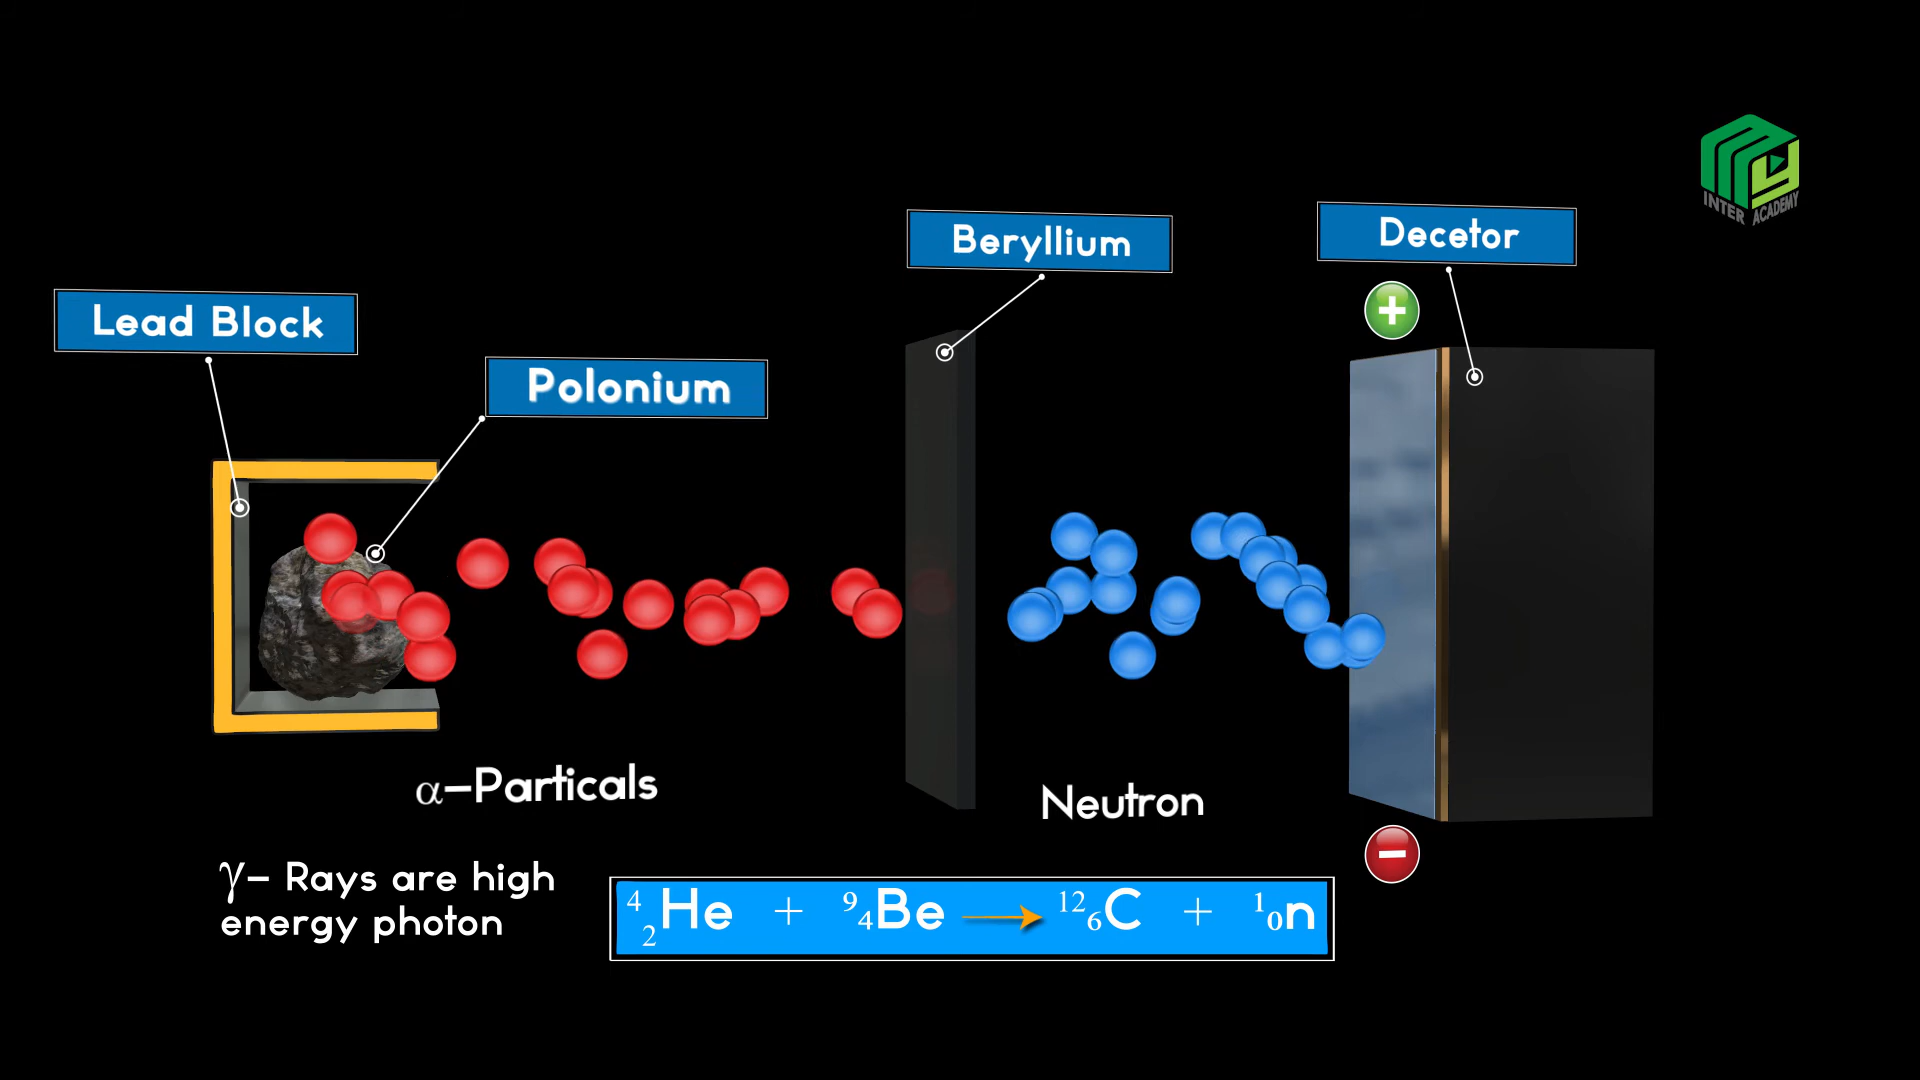 INTER ACADEMY
Beryllium
Decetor
Lead Block
Polonium
+
α–Particals
Neutron
−
γ– Rays are high
energy photon
⁴₂He + ⁹₄Be → ¹²₆C + ¹₀n